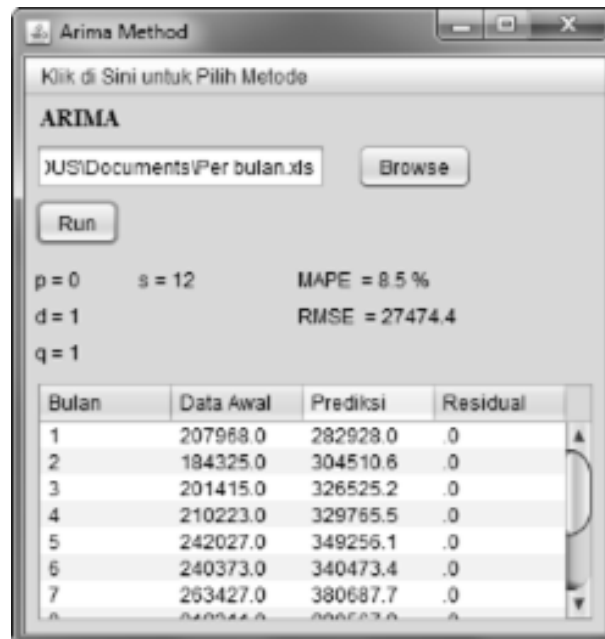 Arima Method
Klik di Sini untuk Pilih Metode
ARIMA
Documents\Per bulan.xls Browse
Run
p = 0 s = 12 MAPE = 8.5 %
d = 1 RMSE = 27474.4
q = 1
Bulan Data Awal Prediksi Residual
1 207968.0 282928.0 .0
2 184325.0 304510.6 .0
3 201415.0 326525.2 .0
4 210223.0 329765.5 .0
5 242027.0 349256.1 .0
6 240373.0 340473.4 .0
7 263427.0 380687.7 .0